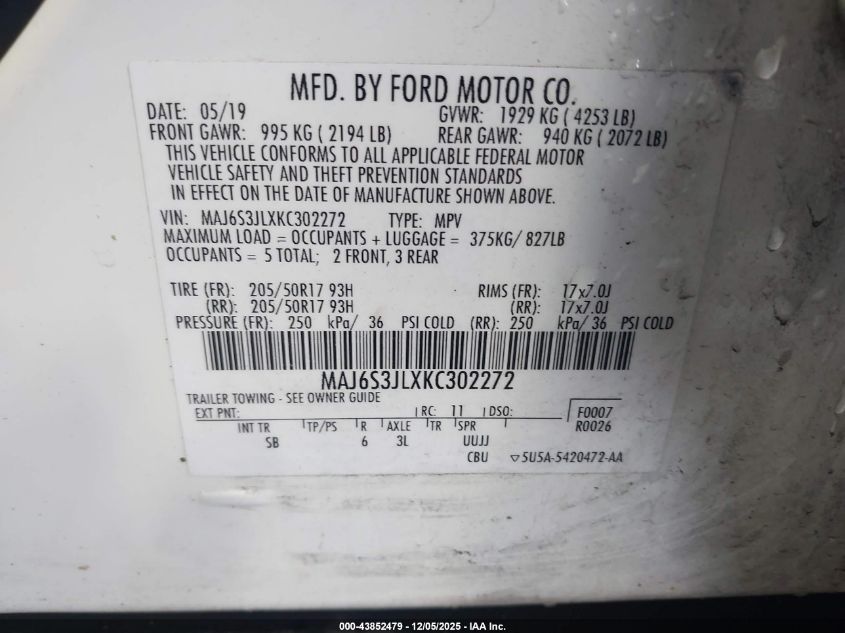 MFD. BY FORD MOTOR CO.
DATE: 05/19 GVWR: 1929 KG ( 4253 LB)
FRONT GAWR: 995 KG ( 2194 LB) REAR GAWR: 940 KG ( 2072 LB)
THIS VEHICLE CONFORMS TO ALL APPLICABLE FEDERAL MOTOR
VEHICLE SAFETY AND THEFT PREVENTION STANDARDS
IN EFFECT ON THE DATE OF MANUFACTURE SHOWN ABOVE.
VIN: MAJ6S3JLXKC302272 TYPE: MPV
MAXIMUM LOAD = OCCUPANTS + LUGGAGE = 375KG/ 827LB
OCCUPANTS = 5 TOTAL; 2 FRONT, 3 REAR
TIRE (FR): 205/50R17 93H RIMS (FR): 17x7.0J
(RR): 205/50R17 93H (RR): 17x7.0J
PRESSURE (FR): 250 kPa/ 36 PSI COLD (RR): 250 kPa/ 36 PSI COLD
MAJ6S3JLXKC302272
TRAILER TOWING - SEE OWNER GUIDE
EXT PNT: RC: 11 DSO: F0007
INT TR TP/PS R AXLE TR SPR R0026
SB 6 3L UUJJ
CBU ▽5U5A-5420472-AA
000-43852479 - 12/05/2025 - IAA Inc.